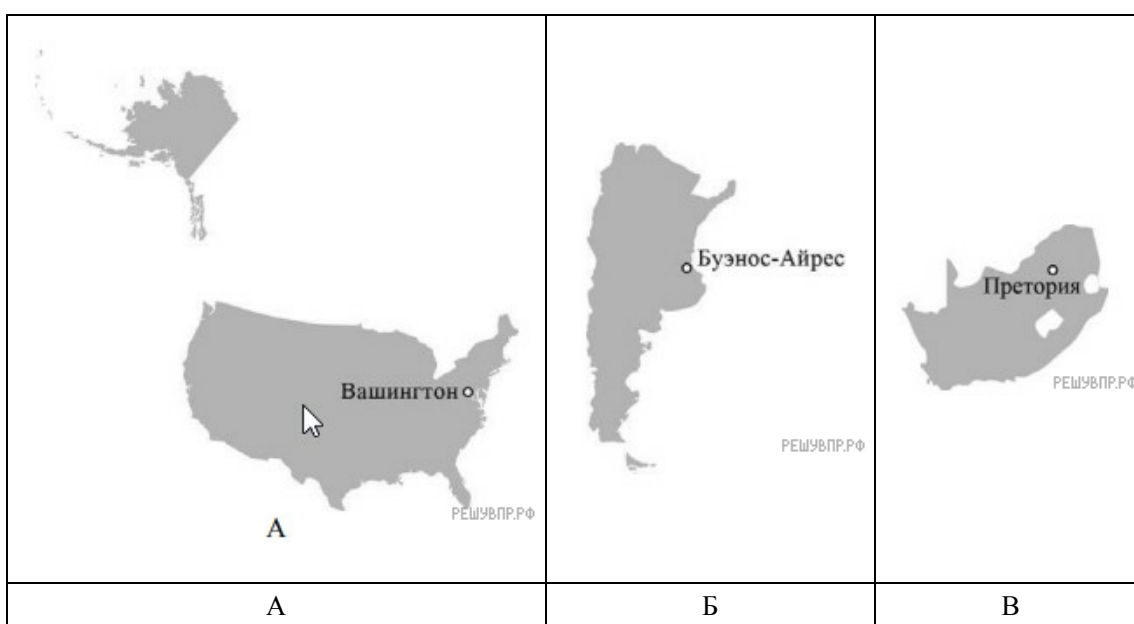 Вашингтон
РЕШУВПР.РФ
А
Буэнос-Айрес
РЕШУВПР.РФ
Претория
РЕШУВПР.РФ
А
Б
В